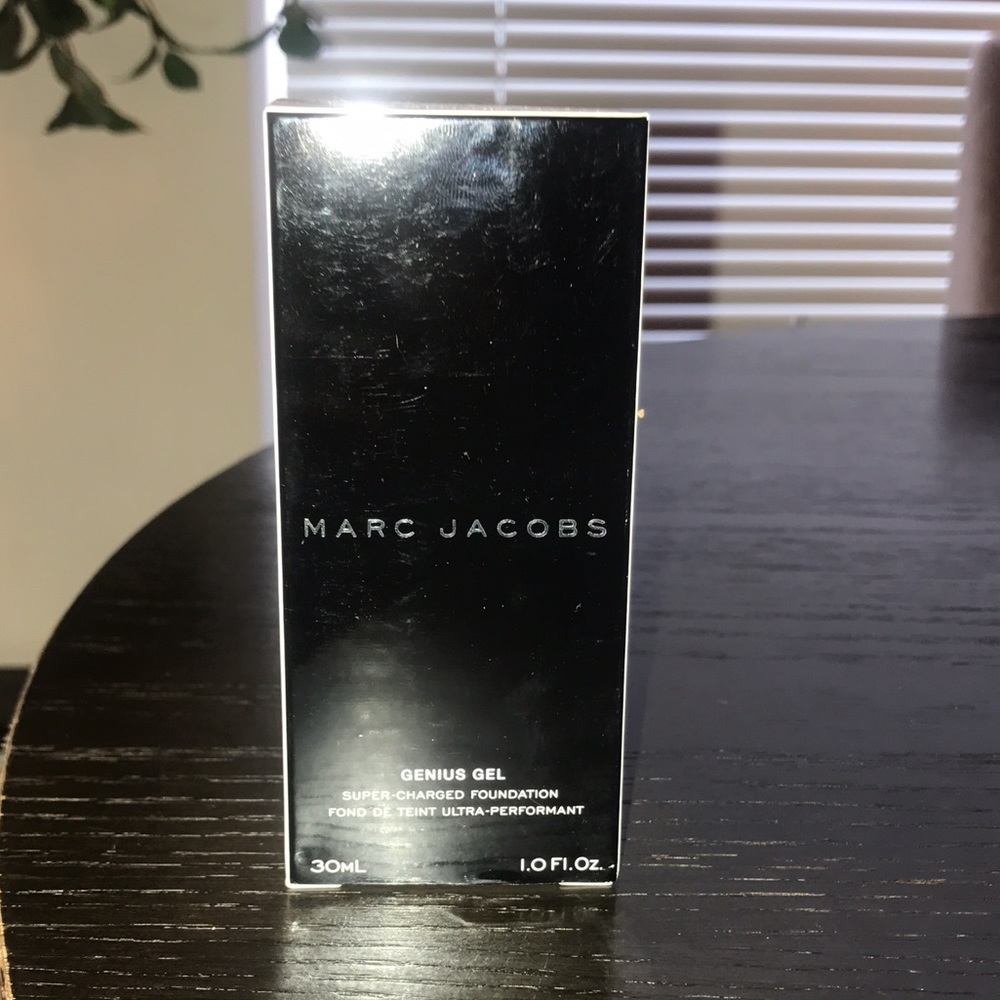 MARC JACOBS
GENIUS GEL
SUPER-CHARGED FOUNDATION
FOND DE TEINT ULTRA-PERFORMANT
30mL 1.0 Fl.Oz.